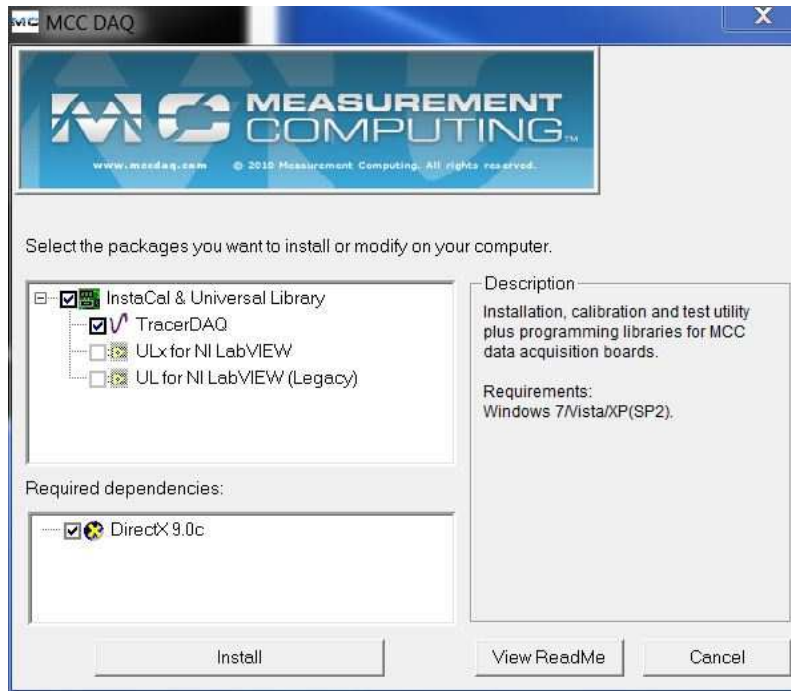 MC MCC DAQ
X
MC MEASUREMENT
COMPUTING™
www.mccdaq.com © 2010 Measurement Computing. All rights reserved.
Select the packages you want to install or modify on your computer.
InstaCal & Universal Library
TracerDAQ
ULx for NI LabVIEW
UL for NI LabVIEW (Legacy)
Description
Installation, calibration and test utility
plus programming libraries for MCC
data acquisition boards.
Requirements:
Windows 7/Vista/XP(SP2).
Required dependencies:
DirectX 9.0c
Install
View ReadMe
Cancel